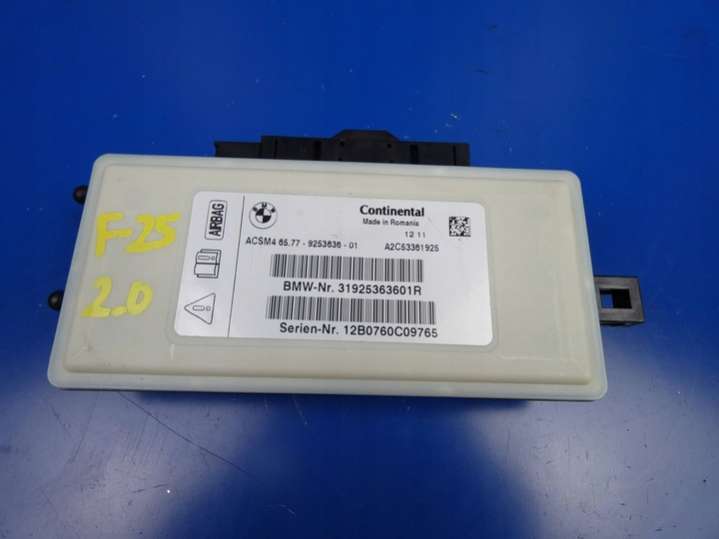 F-25
2.0
AIRBAG
BMW
Continental
Made in Romania
12 11
ACSM4 65.77 - 9253636 - 01 A2C53361925
BMW-Nr. 31925363601R
Serien-Nr. 12B0760C09765